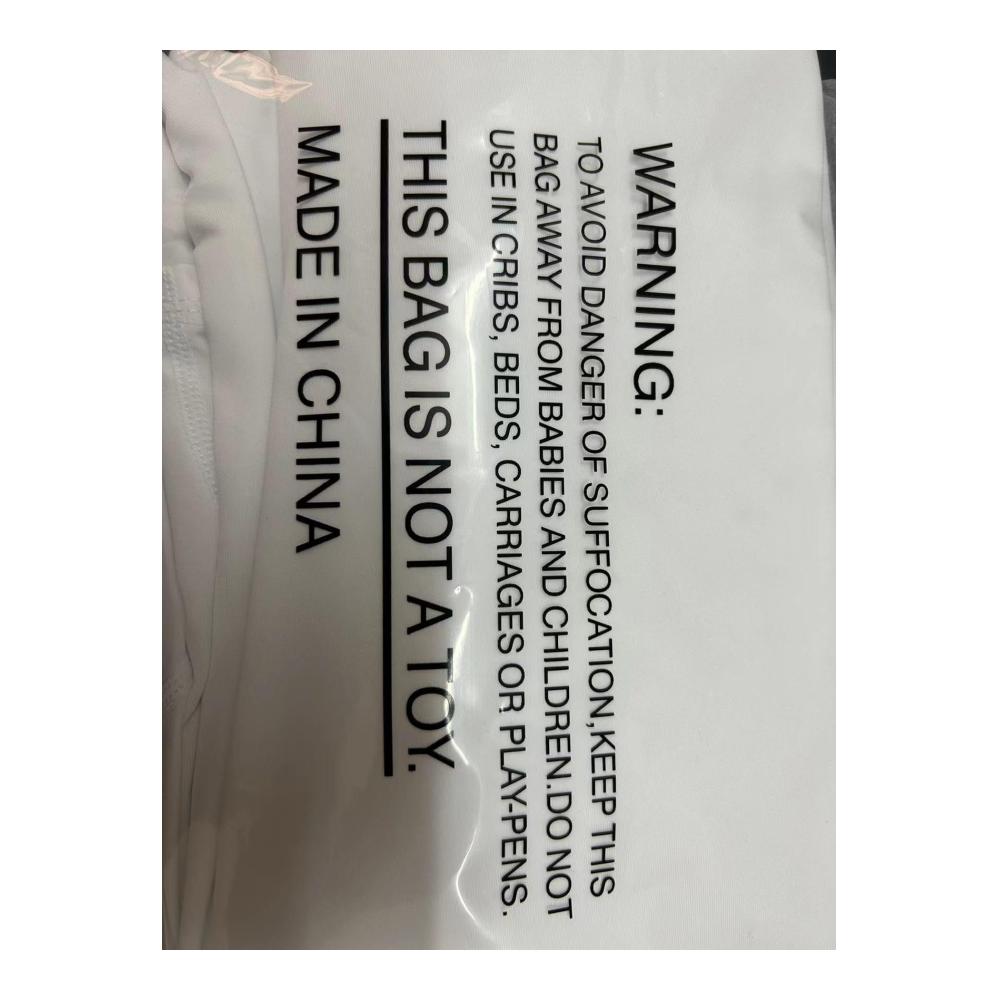 WARNING:
TO AVOID DANGER OF SUFFOCATION,KEEP THIS
BAG AWAY FROM BABIES AND CHILDREN.DO NOT
USE IN CRIBS, BEDS, CARRIAGES OR PLAY-PENS.
THIS BAG IS NOT A TOY.
MADE IN CHINA